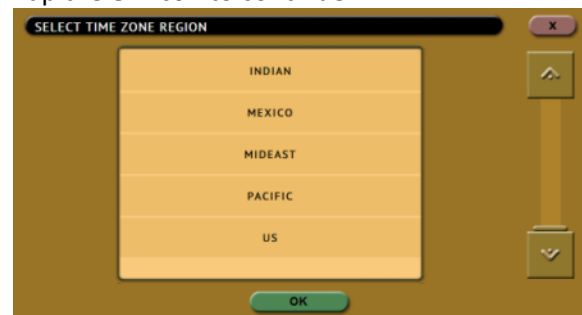 SELECT TIME ZONE REGION
X
INDIAN
MEXICO
MIDEAST
PACIFIC
US
OK